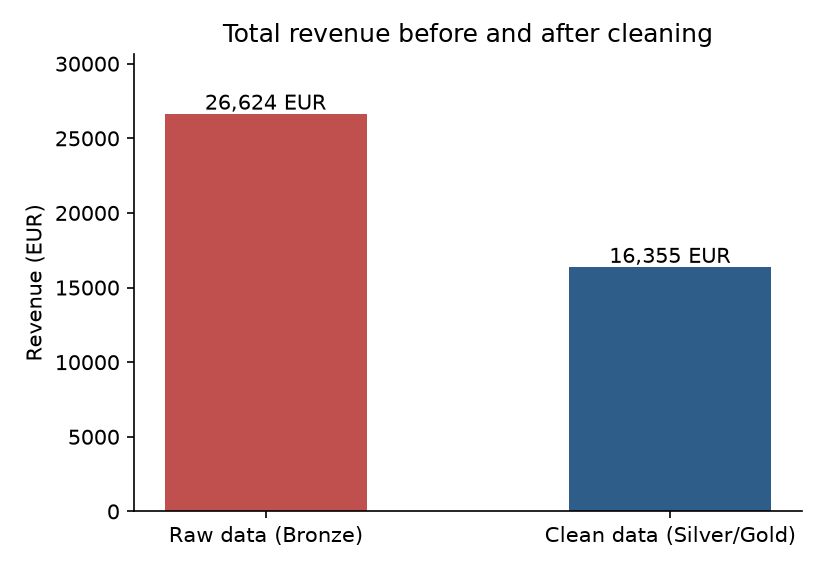 Total revenue before and after cleaning
30000
25000
20000
15000
10000
5000
0
Revenue (EUR)
26,624 EUR
16,355 EUR
Raw data (Bronze)
Clean data (Silver/Gold)